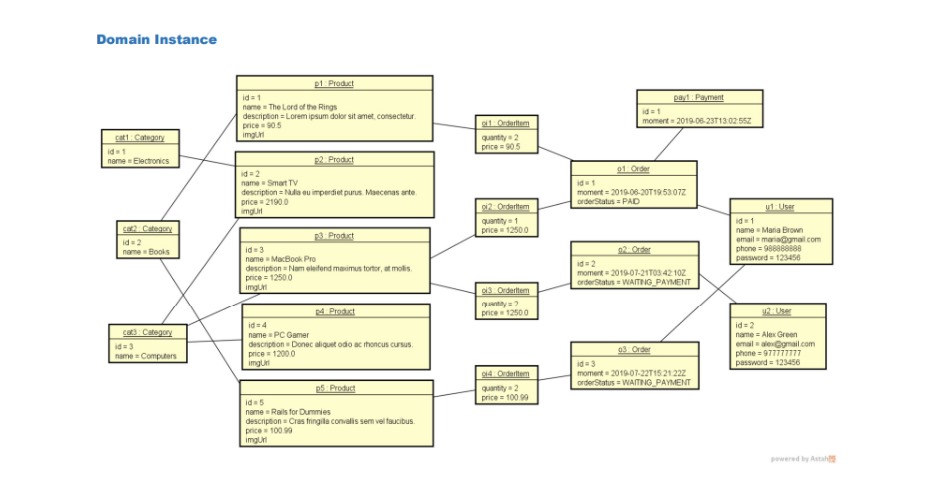 Domain Instance
p1 : Product
id = 1
name = The Lord of the Rings
description = Lorem ipsum dolor sit amet, consectetur.
price = 90.5
imgUrl
pay1 : Payment
id = 1
moment = 2019-06-23T13:02:55Z
oi1 : OrderItem
quantity = 2
price = 90.5
cat1 : Category
id = 1
name = Electronics
p2 : Product
id = 2
name = Smart TV
description = Nulla eu imperdiet purus. Maecenas ante.
price = 2190.0
imgUrl
o1 : Order
id = 1
moment = 2019-06-20T19:53:07Z
orderStatus = PAID
oi2 : OrderItem
quantity = 1
price = 1250.0
u1 : User
id = 1
name = Maria Brown
email = maria@gmail.com
phone = 988888888
password = 123456
cat2 : Category
id = 2
name = Books
p3 : Product
id = 3
name = MacBook Pro
description = Nam eleifend maximus tortor, at mollis.
price = 1250.0
imgUrl
o2 : Order
id = 2
moment = 2019-07-21T03:42:10Z
orderStatus = WAITING_PAYMENT
oi3 : OrderItem
quantity = 2
price = 1250.0
p4 : Product
id = 4
name = PC Gamer
description = Donec aliquet odio ac rhoncus cursus.
price = 1200.0
imgUrl
u2 : User
id = 2
name = Alex Green
email = alex@gmail.com
phone = 977777777
password = 123456
cat3 : Category
id = 3
name = Computers
o3 : Order
id = 3
moment = 2019-07-22T15:21:22Z
orderStatus = WAITING_PAYMENT
oi4 : OrderItem
quantity = 2
price = 100.99
p5 : Product
id = 5
name = Rails for Dummies
description = Cras fringilla convallis sem vel faucibus.
price = 100.99
imgUrl
powered by Astah